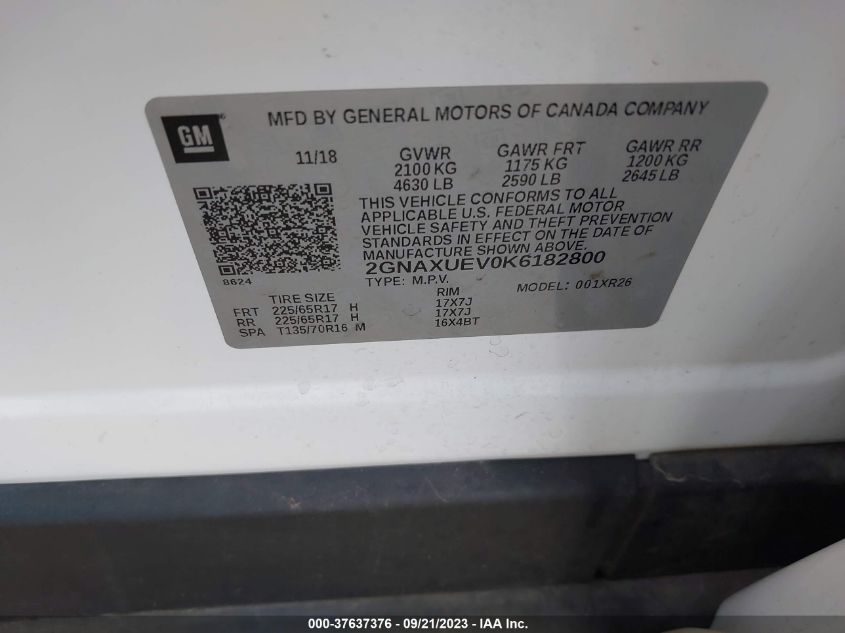 MFD BY GENERAL MOTORS OF CANADA COMPANY
GM
11/18 GVWR GAWR FRT GAWR RR
2100 KG 1175 KG 1200 KG
4630 LB 2590 LB 2645 LB
THIS VEHICLE CONFORMS TO ALL
APPLICABLE U.S. FEDERAL MOTOR
VEHICLE SAFETY AND THEFT PREVENTION
STANDARDS IN EFFECT ON THE DATE OF
MANUFACTURE SHOWN ABOVE.
2GNAXUEV0K6182800
8624
TYPE: M.P.V. MODEL: 001XR26
TIRE SIZE RIM
FRT 225/65R17 H 17X7J
RR 225/65R17 H 17X7J
SPA T135/70R16 M 16X4BT
000-37637376 - 09/21/2023 - Copyright © 2023 IAA, Inc.